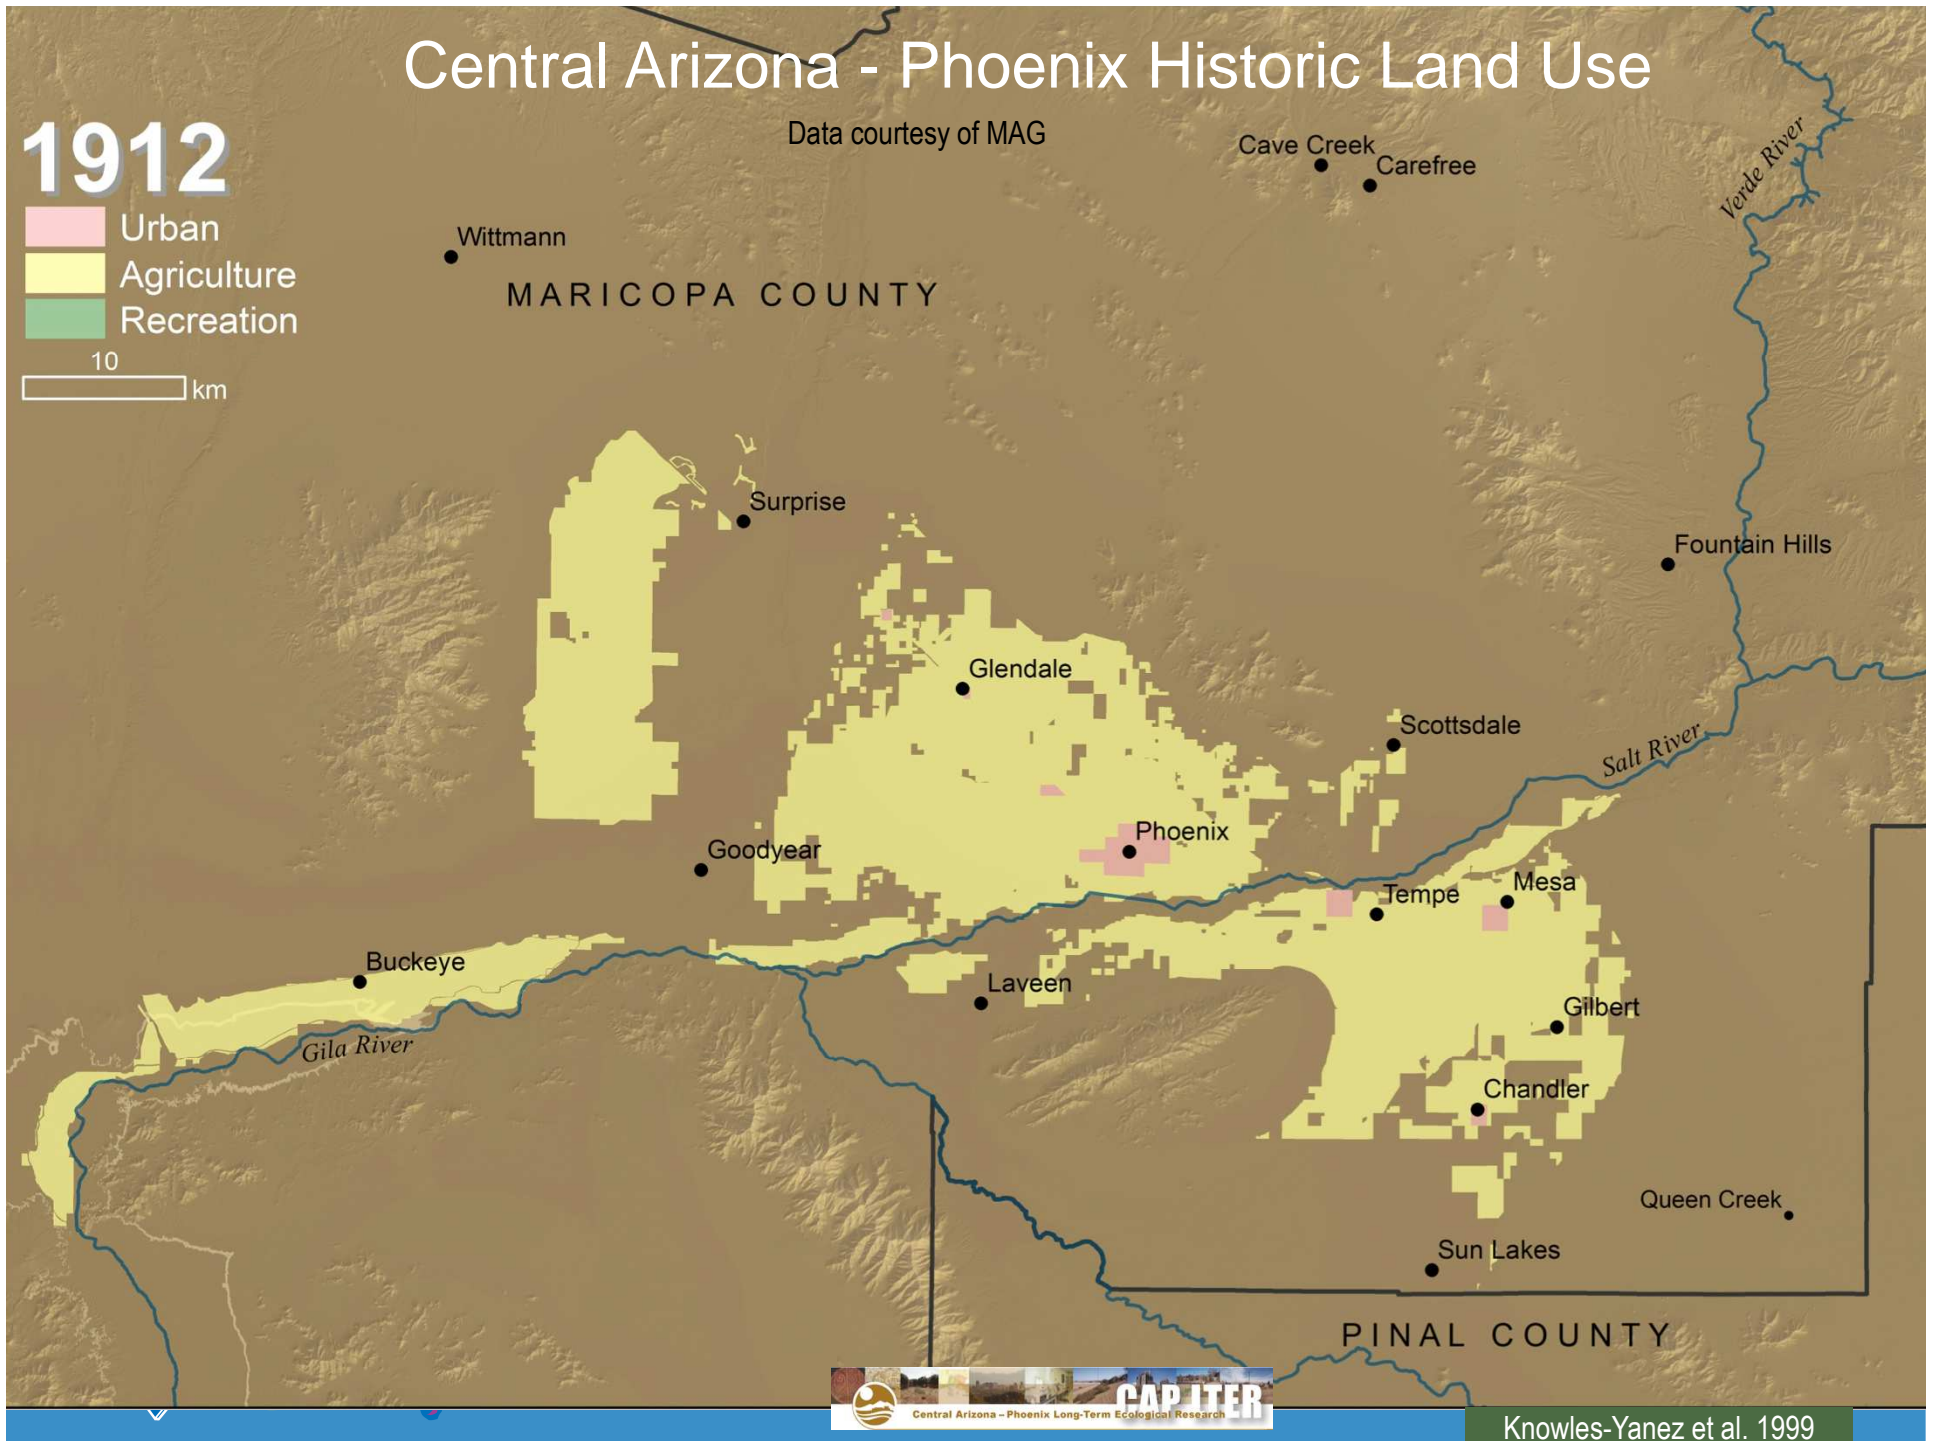 Central Arizona - Phoenix Historic Land Use
Data courtesy of MAG
1912
Urban
Agriculture
Recreation
10
km
Cave Creek
Carefree
Verde River
Wittmann
MARICOPA COUNTY
Surprise
Fountain Hills
Glendale
Scottsdale
Salt River
Phoenix
Goodyear
Mesa
Tempe
Buckeye
Laveen
Gilbert
Gila River
Chandler
Queen Creek
Sun Lakes
PINAL COUNTY
CAP LTER
Central Arizona – Phoenix Long-Term Ecological Research
Knowles-Yanez et al. 1999